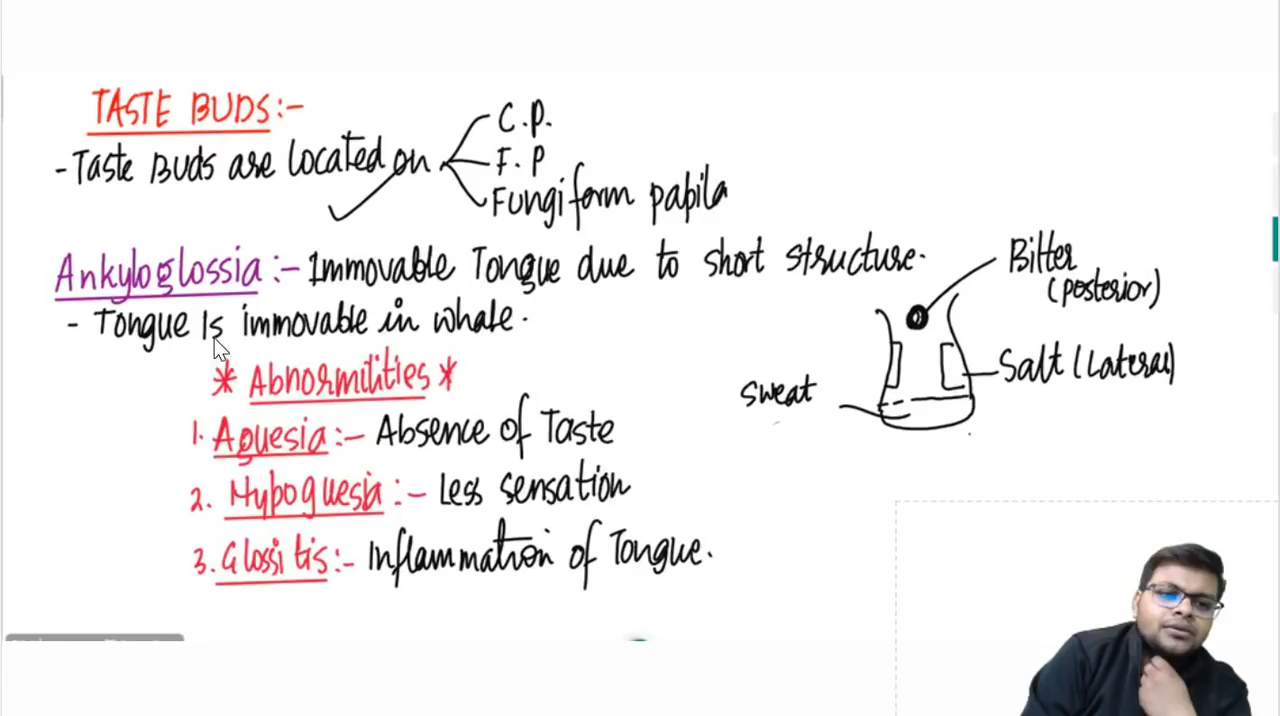 TASTE BUDS:-
- Taste Buds are located on
C.P.
F.P
Fungiform papila
Ankyloglossia :- Immovable Tongue due to short structure.
- Tongue Is immovable in whale.
* Abnormilities *
1. Aguesia :- Absence of Taste
2. Hypoguesia :- Less sensation
3. Glossitis :- Inflammation of Tongue.
Bitter
(posterior)
Salt (Lateral)
Sweat